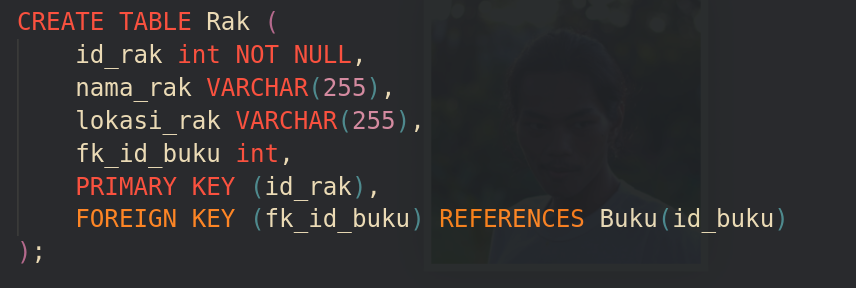 CREATE TABLE Rak (
    id_rak int NOT NULL,
    nama_rak VARCHAR(255),
    lokasi_rak VARCHAR(255),
    fk_id_buku int,
    PRIMARY KEY (id_rak),
    FOREIGN KEY (fk_id_buku) REFERENCES Buku(id_buku)
);